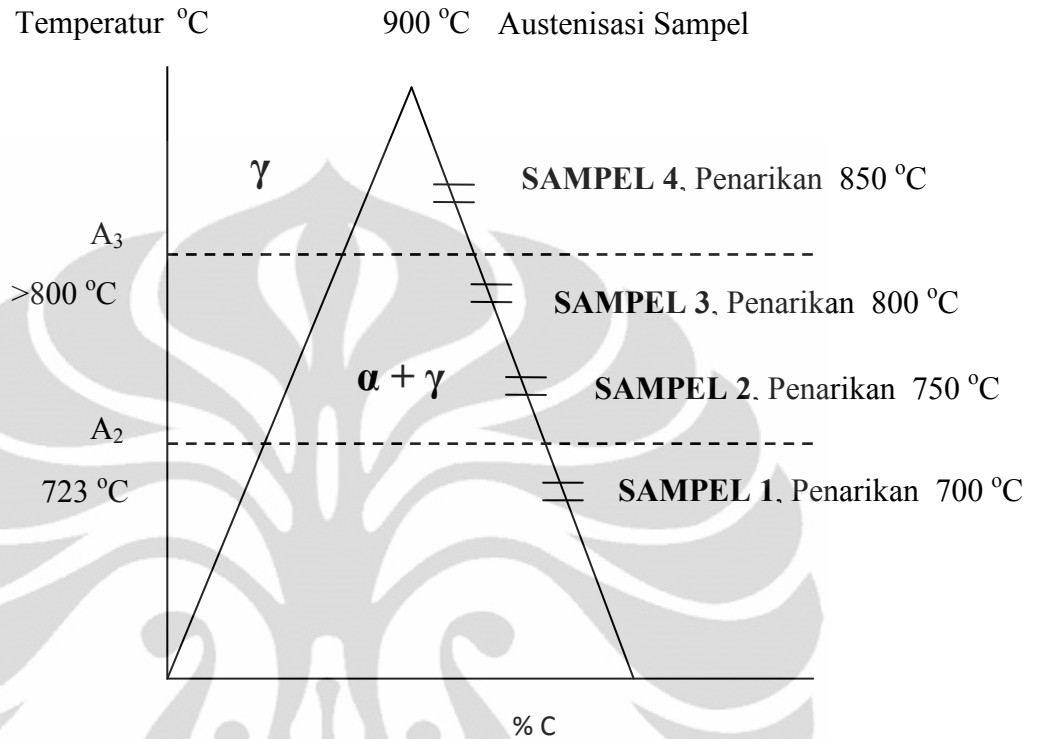 Temperatur °C 900 °C Austenisasi Sampel
γ
SAMPEL 4, Penarikan 850 °C
A₃
>800 °C
SAMPEL 3, Penarikan 800 °C
α + γ
SAMPEL 2, Penarikan 750 °C
A₂
723 °C
SAMPEL 1, Penarikan 700 °C
% C